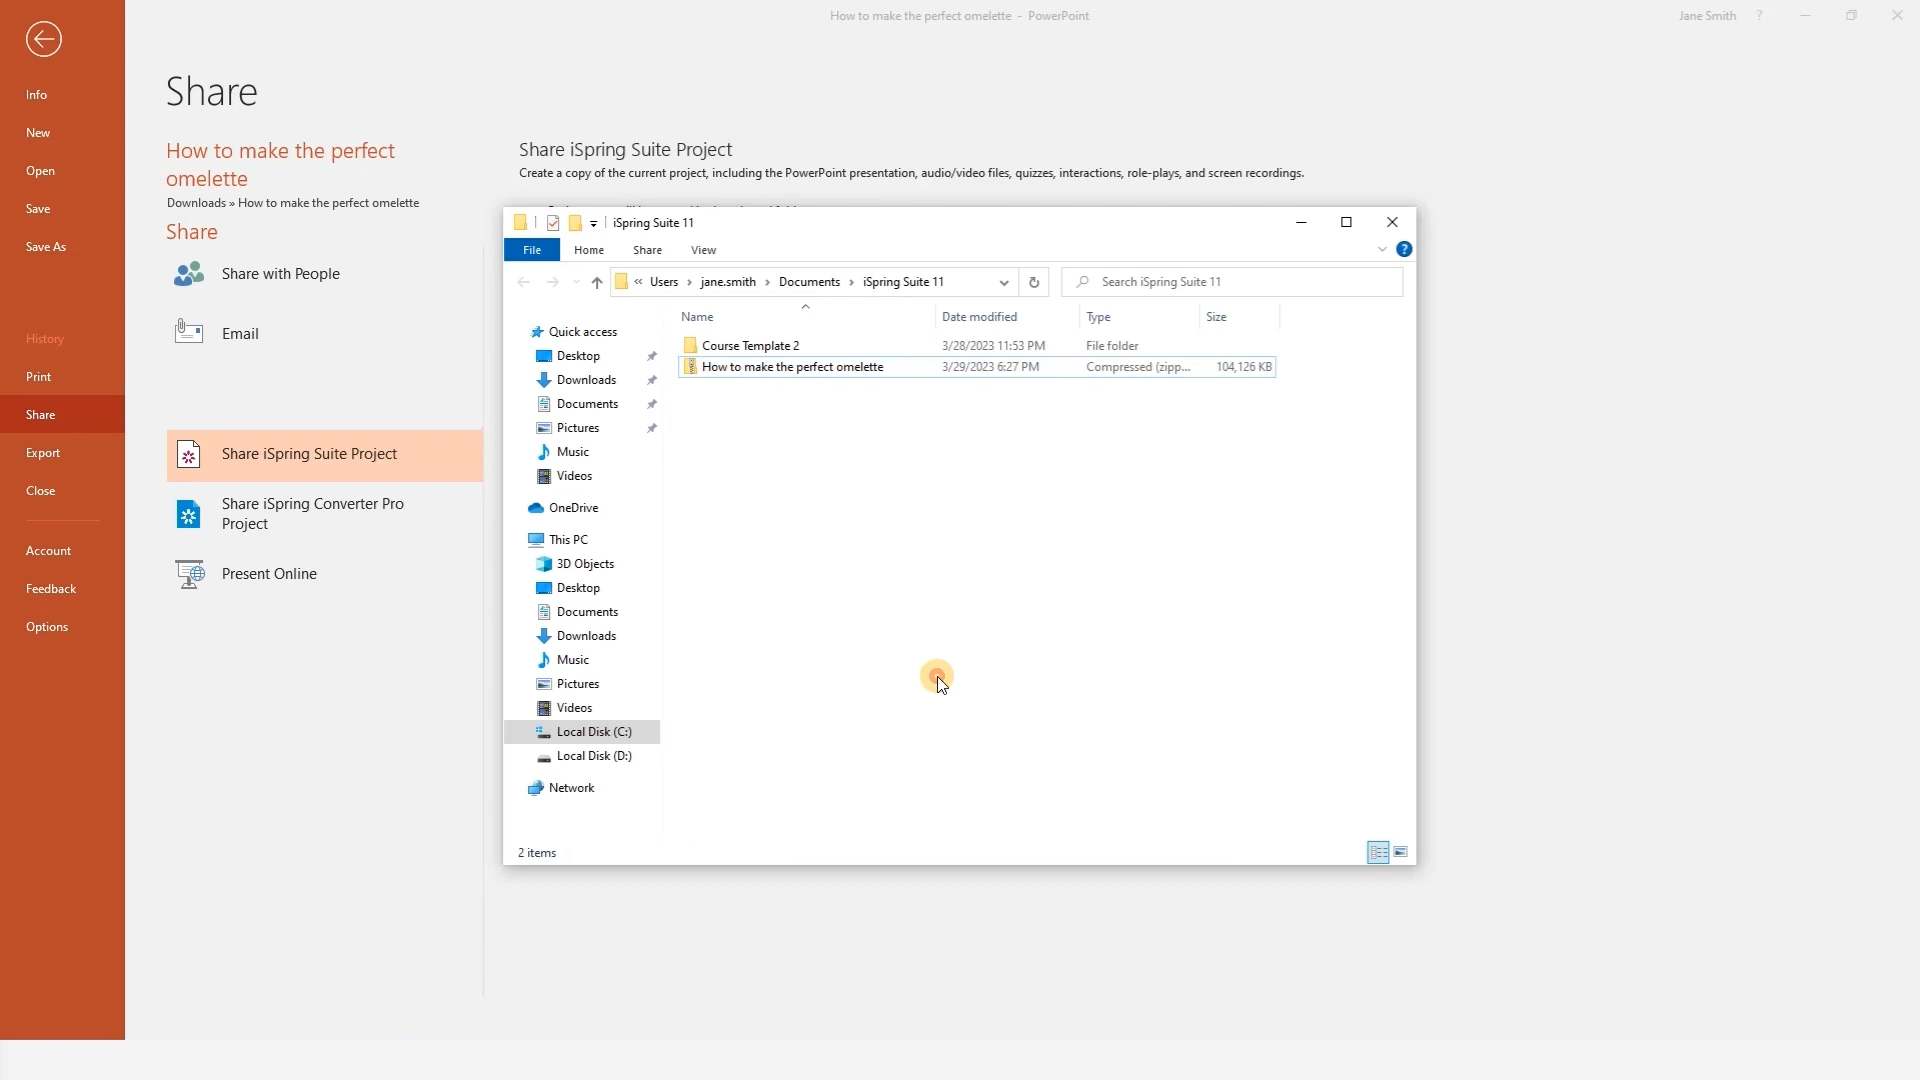 How to make the perfect omelette - PowerPoint
Jane Smith
?
Info
New
Open
Save
Save As
History
Print
Share
Export
Close
Account
Feedback
Options
Share
How to make the perfect
omelette
Downloads » How to make the perfect omelette
Share
Share with People
Email
Share iSpring Suite Project
Share iSpring Converter Pro
Project
Present Online
Share iSpring Suite Project
Create a copy of the current project, including the PowerPoint presentation, audio/video files, quizzes, interactions, role-plays, and screen recordings.
iSpring Suite 11
File Home Share View
?
« Users › jane.smith › Documents › iSpring Suite 11
Search iSpring Suite 11
Name Date modified Type Size
Course Template 2 3/28/2023 11:53 PM File folder
How to make the perfect omelette 3/29/2023 6:27 PM Compressed (zipp... 104,126 KB
Quick access
Desktop
Downloads
Documents
Pictures
Music
Videos
OneDrive
This PC
3D Objects
Desktop
Documents
Downloads
Music
Pictures
Videos
Local Disk (C:)
Local Disk (D:)
Network
2 items